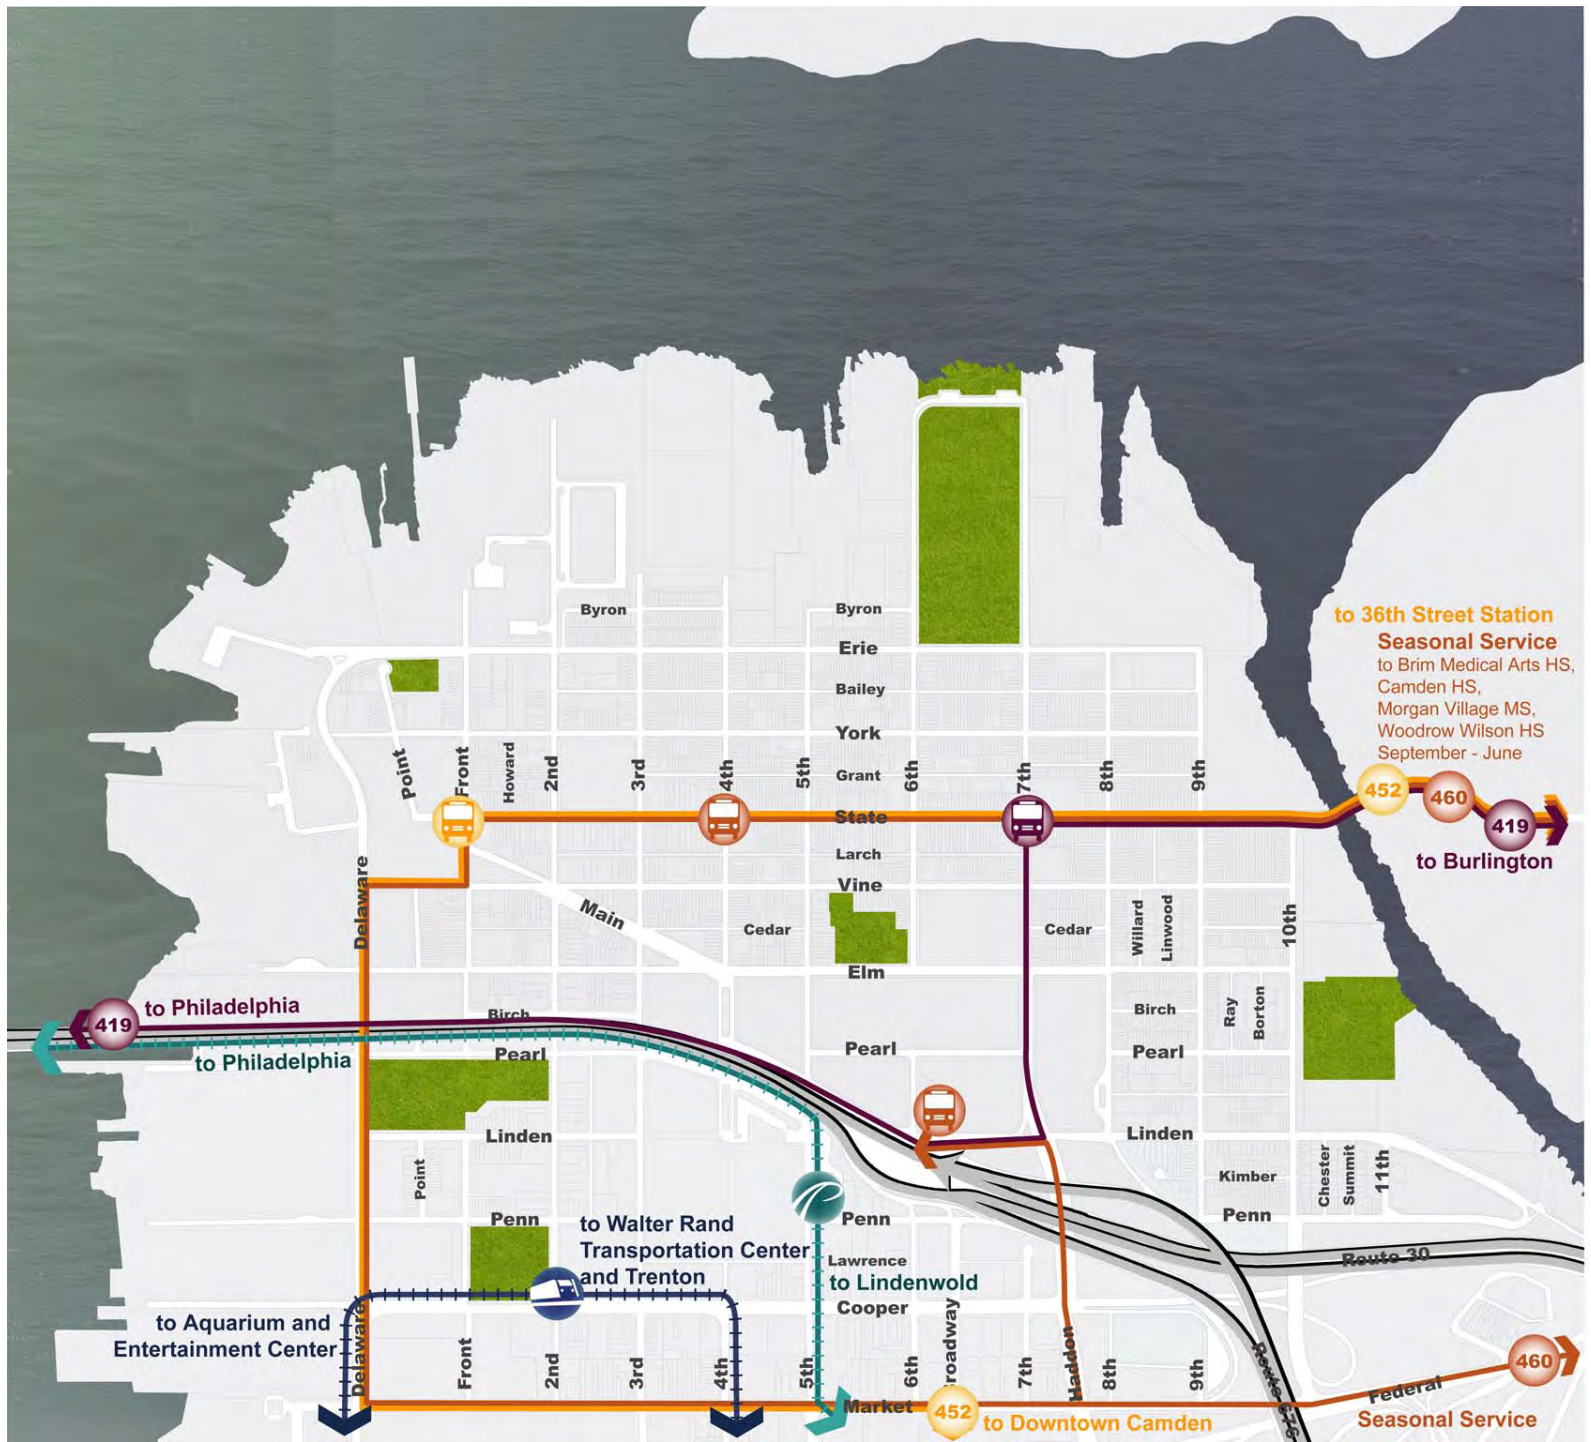 to 36th Street Station
Seasonal Service
to Brim Medical Arts HS,
Camden HS,
Morgan Village MS,
Woodrow Wilson HS
September - June
Byron
Byron
Erie
Bailey
York
Point
Front
Howard
2nd
3rd
4th
5th
Grant
6th
7th
8th
9th
State
452
460
419
to Burlington
Larch
Vine
Delaware
Main
Cedar
Cedar
Willard
Linwood
10th
Elm
419
to Philadelphia
Birch
Birch
Ray
Borton
to Philadelphia
Pearl
Pearl
Pearl
Linden
Linden
Point
Kimber
Chester
Summit
11th
Penn
Penn
Penn
to Walter Rand
Transportation Center
and Trenton
Lawrence
to Lindenwold
Cooper
Route 30
to Aquarium and
Entertainment Center
Delaware
Front
2nd
3rd
4th
5th
6th
roadway
7th
Haddon
8th
9th
Route 676
460
Federal
Seasonal Service
Market
452
to Downtown Camden